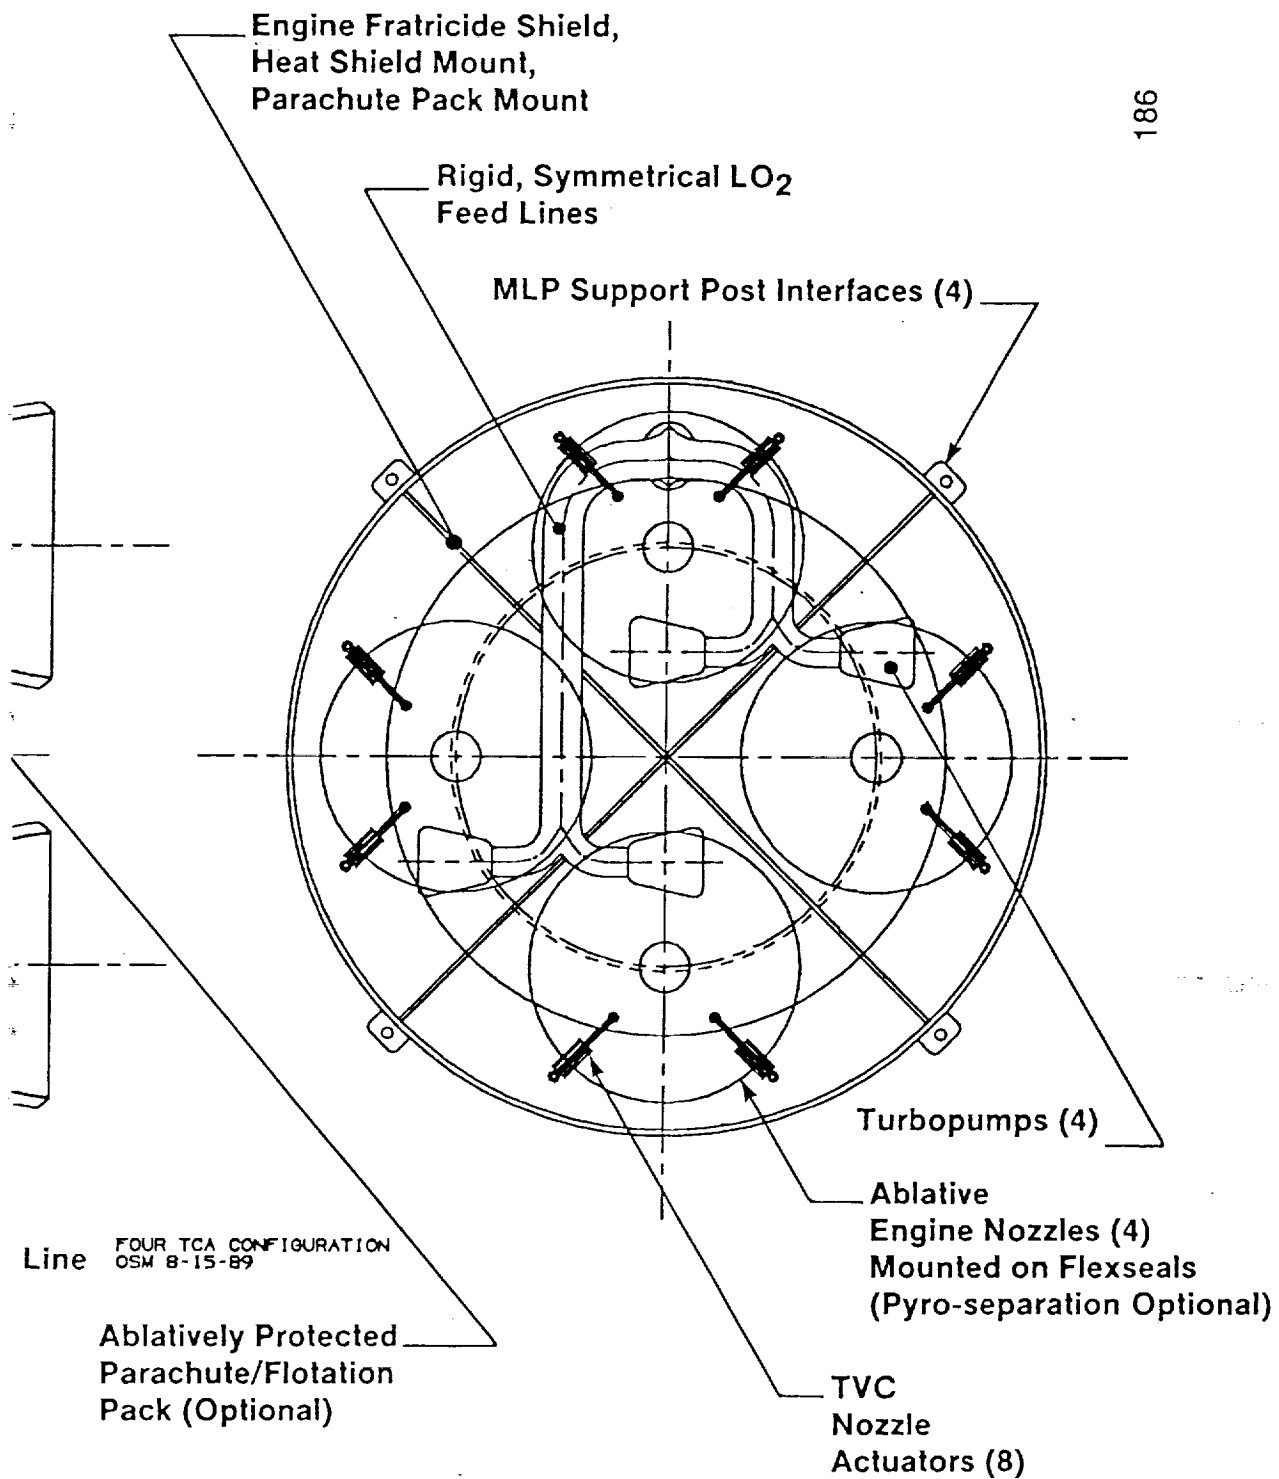 Engine Fratricide Shield,
Heat Shield Mount,
Parachute Pack Mount
186
Rigid, Symmetrical LO2
Feed Lines
MLP Support Post Interfaces (4)
Turbopumps (4)
Ablative
Engine Nozzles (4)
Mounted on Flexseals
(Pyro-separation Optional)
Line
FOUR TCA CONFIGURATION
OSM 8-15-89
Ablatively Protected
Parachute/Flotation
Pack (Optional)
TVC
Nozzle
Actuators (8)